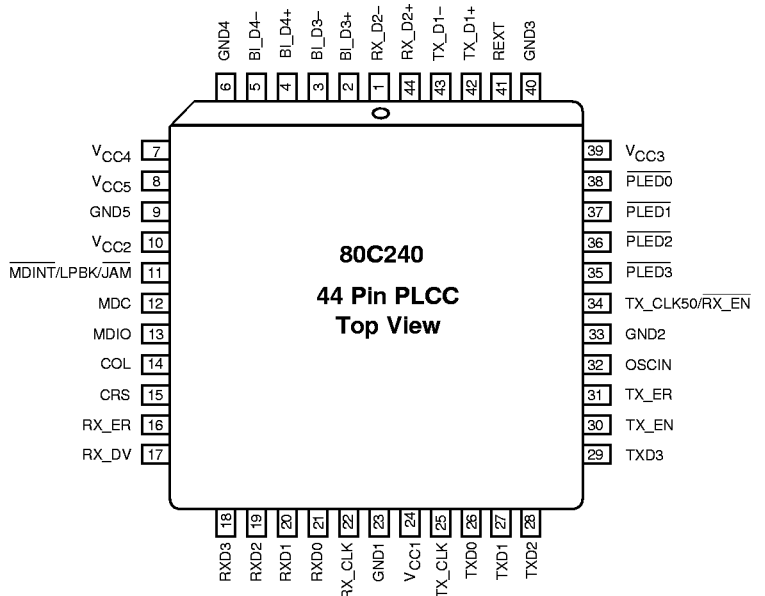 GND4
BI_D4–
BI_D4+
BI_D3–
BI_D3+
RX_D2–
RX_D2+
TX_D1–
TX_D1+
REXT
GND3
6
5
4
3
2
1
44
43
42
41
40
VCC4 7
VCC5 8
GND5 9
VCC2 10
MDINT/LPBK/JAM 11
MDC 12
MDIO 13
COL 14
CRS 15
RX_ER 16
RX_DV 17
80C240
44 Pin PLCC
Top View
39 VCC3
38 PLED0
37 PLED1
36 PLED2
35 PLED3
34 TX_CLK50/RX_EN
33 GND2
32 OSCIN
31 TX_ER
30 TX_EN
29 TXD3
18
19
20
21
22
23
24
25
26
27
28
RXD3
RXD2
RXD1
RXD0
RX_CLK
GND1
VCC1
TX_CLK
TXD0
TXD1
TXD2